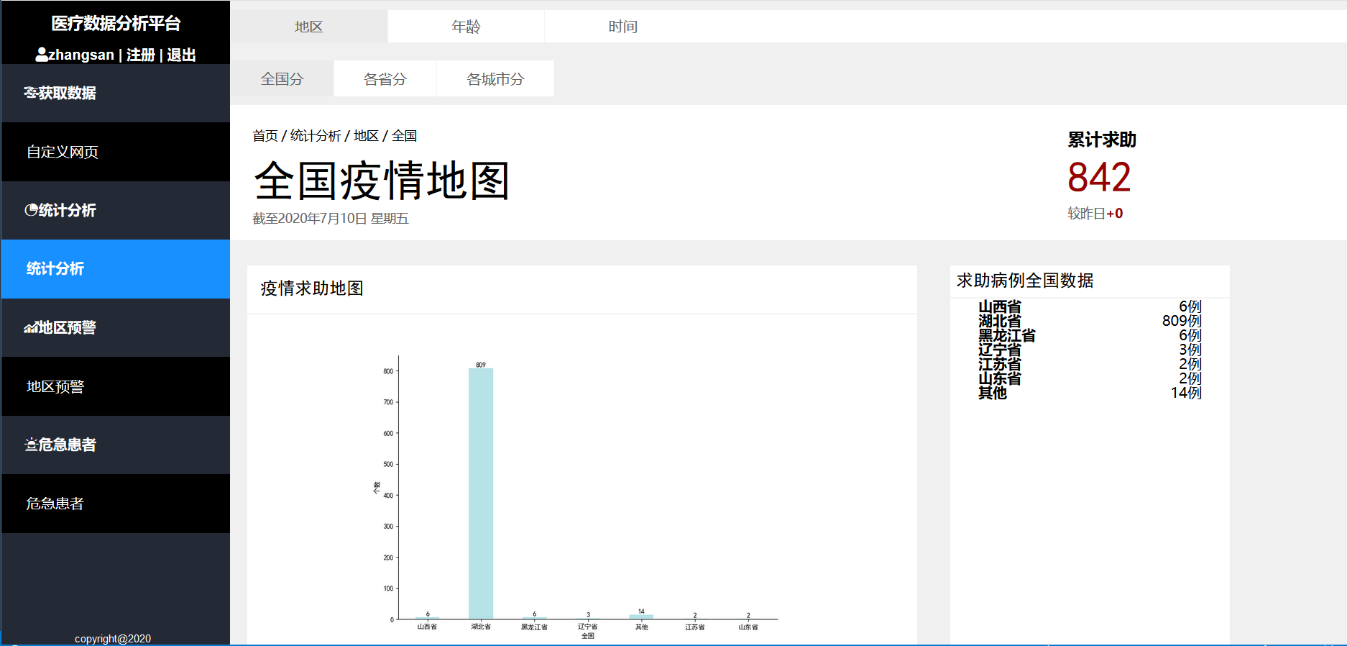 医疗数据分析平台
zhangsan | 注册 | 退出
获取数据
自定义网页
统计分析
统计分析
地区预警
地区预警
危急患者
危急患者
copyright@2020
地区 年龄 时间
全国分 各省分 各城市分
首页 / 统计分析 / 地区 / 全国
全国疫情地图
截至2020年7月10日 星期五
累计求助
842
较昨日+0
疫情求助地图
809
800
700
600
500
400
300
200
100
0
个数
6 3 14 2 2
6
山西省 湖北省 黑龙江省 辽宁省 其他 江苏省 山东省
全国
求助病例全国数据
山西省 6例
湖北省 809例
黑龙江省 6例
辽宁省 3例
江苏省 2例
山东省 2例
其他 14例